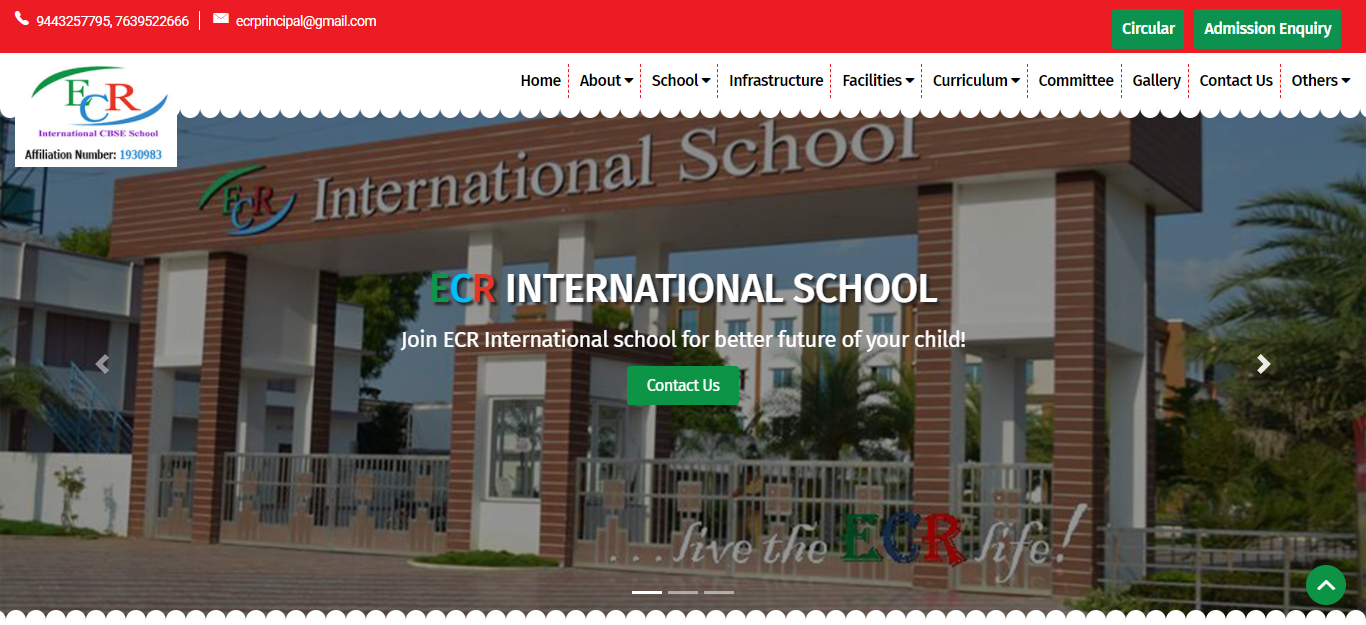 9443257795, 7639522666
ecrprincipal@gmail.com
Circular
Admission Enquiry
ECR
International CBSE School
Affiliation Number: 1930983
Home
About
School
Infrastructure
Facilities
Curriculum
Committee
Gallery
Contact Us
Others
ECR International School
ECR INTERNATIONAL SCHOOL
Join ECR International school for better future of your child!
Contact Us
...live the ECR life!